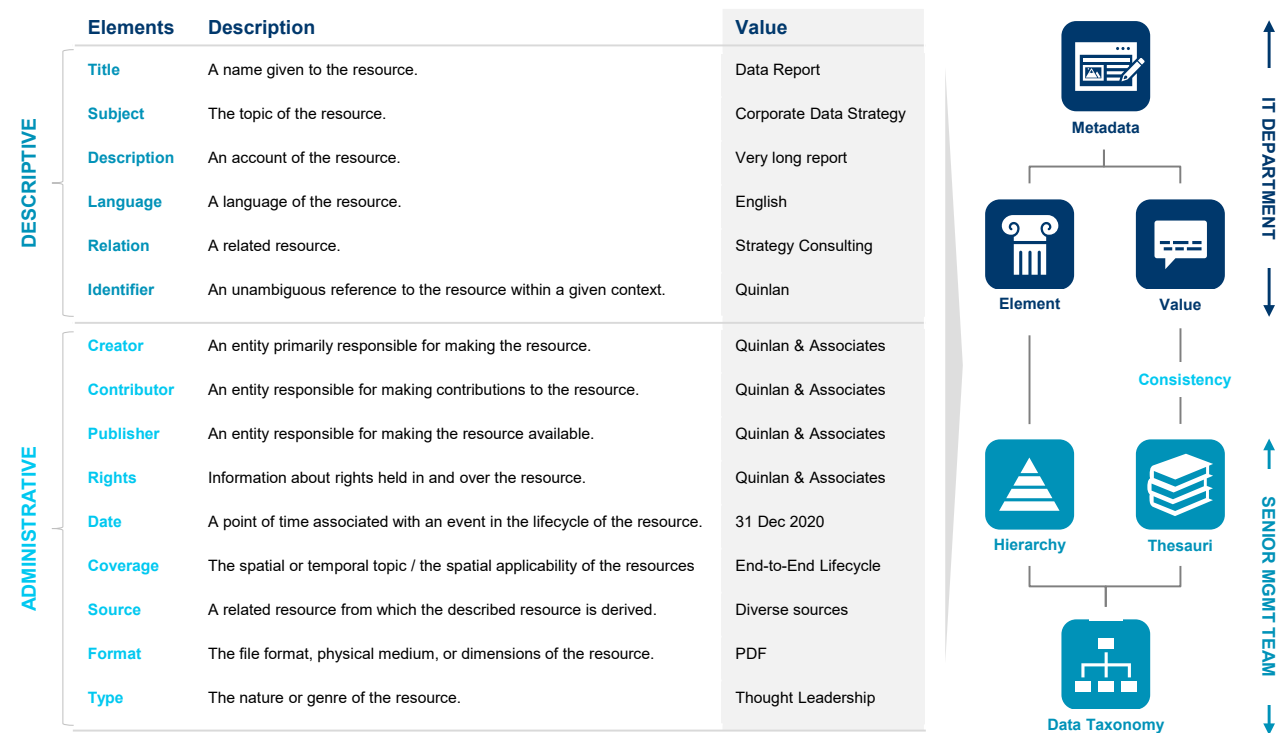 Elements Description Value
DESCRIPTIVE
Title A name given to the resource. Data Report
Subject The topic of the resource. Corporate Data Strategy
Description An account of the resource. Very long report
Language A language of the resource. English
Relation A related resource. Strategy Consulting
Identifier An unambiguous reference to the resource within a given context. Quinlan
ADMINISTRATIVE
Creator An entity primarily responsible for making the resource. Quinlan & Associates
Contributor An entity responsible for making contributions to the resource. Quinlan & Associates
Publisher An entity responsible for making the resource available. Quinlan & Associates
Rights Information about rights held in and over the resource. Quinlan & Associates
Date A point of time associated with an event in the lifecycle of the resource. 31 Dec 2020
Coverage The spatial or temporal topic / the spatial applicability of the resources End-to-End Lifecycle
Source A related resource from which the described resource is derived. Diverse sources
Format The file format, physical medium, or dimensions of the resource. PDF
Type The nature or genre of the resource. Thought Leadership
Metadata
Element Value
Consistency
Hierarchy Thesauri
Data Taxonomy
IT DEPARTMENT
SENIOR MGMT TEAM